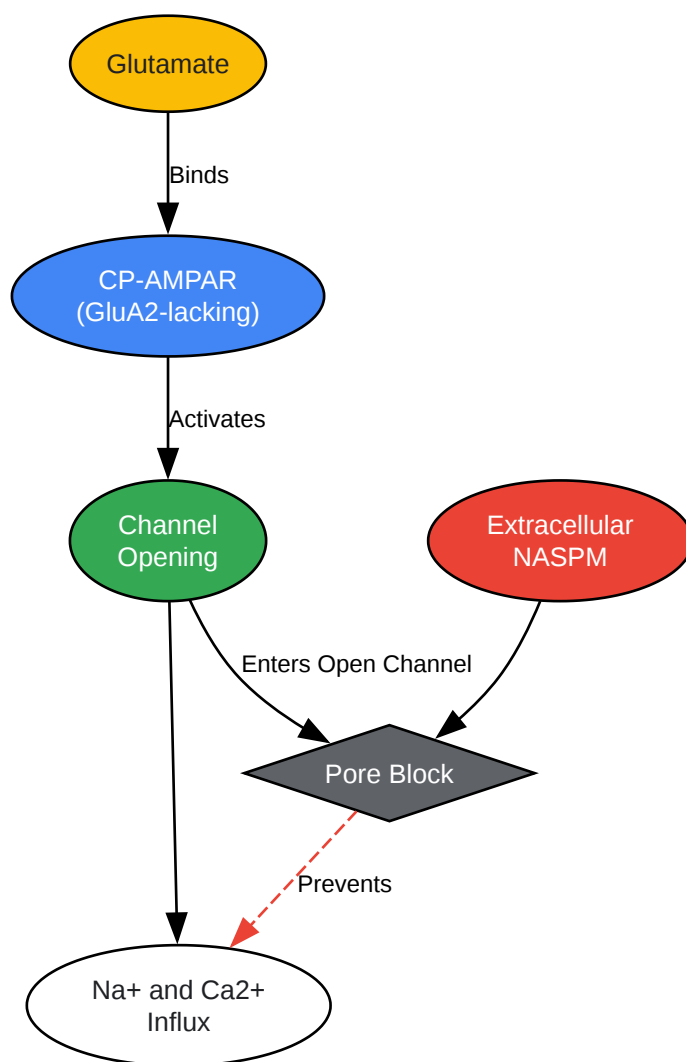 Glutamate
Binds
CP-AMPAR
(GluA2-lacking)
Activates
Channel
Opening
Extracellular
NASPM
Enters Open Channel
Pore Block
Prevents
Na+ and Ca2+
Influx